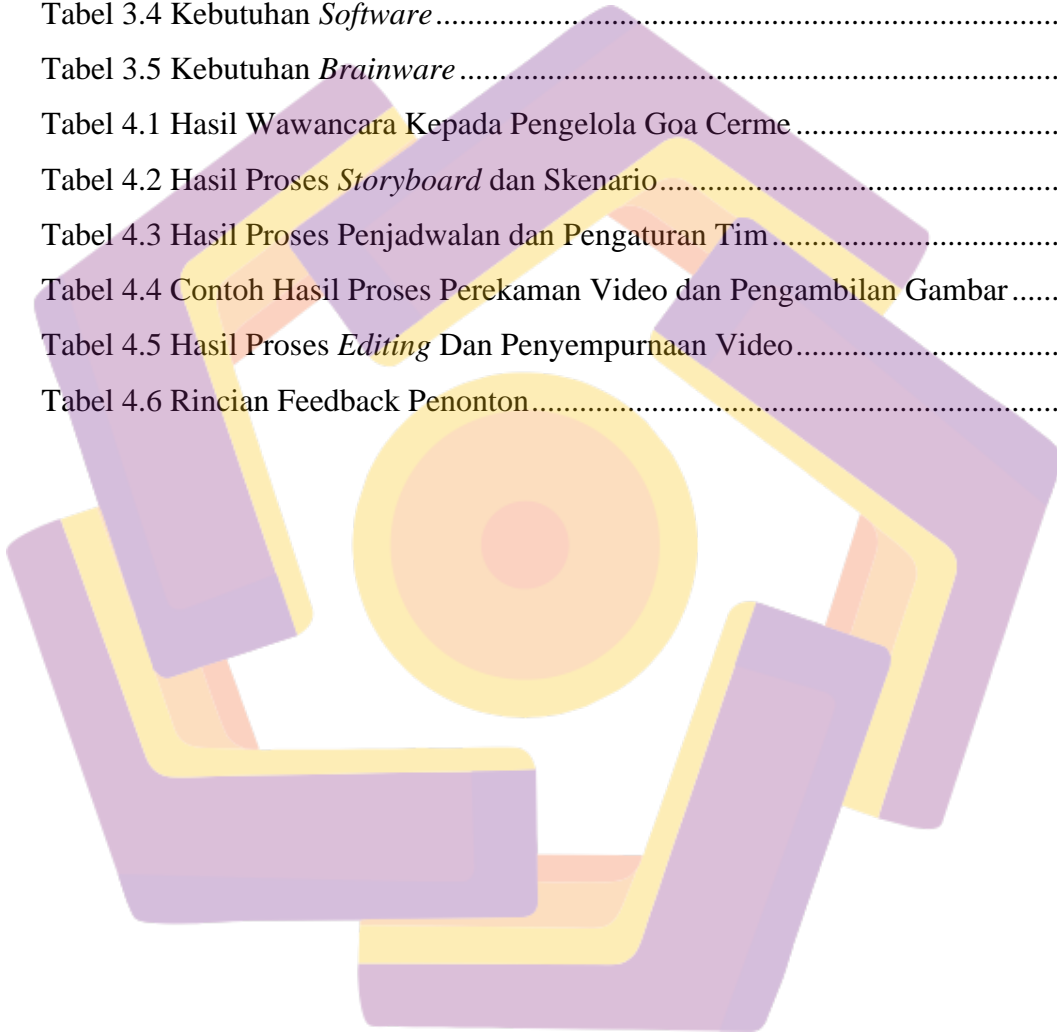 Tabel 3.4 Kebutuhan Software......................................................................
Tabel 3.5 Kebutuhan Brainware...................................................................
Tabel 4.1 Hasil Wawancara Kepada Pengelola Goa Cerme..............................
Tabel 4.2 Hasil Proses Storyboard dan Skenario.............................................
Tabel 4.3 Hasil Proses Penjadwalan dan Pengaturan Tim................................
Tabel 4.4 Contoh Hasil Proses Perekaman Video dan Pengambilan Gambar......
Tabel 4.5 Hasil Proses Editing Dan Penyempurnaan Video..............................
Tabel 4.6 Rincian Feedback Penonton...........................................................